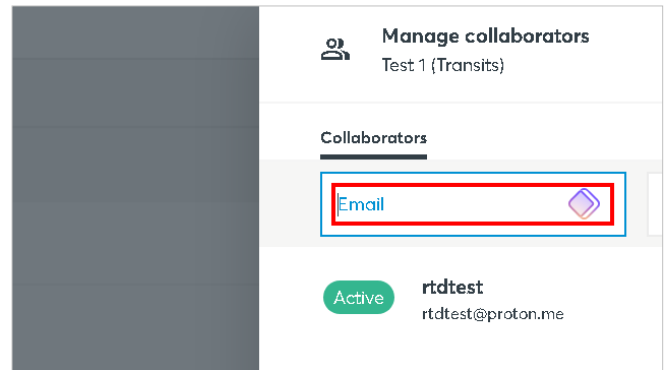 Manage collaborators
Test 1 (Transits)
Collaborators
Email
Active
rtdtest
rtdtest@proton.me